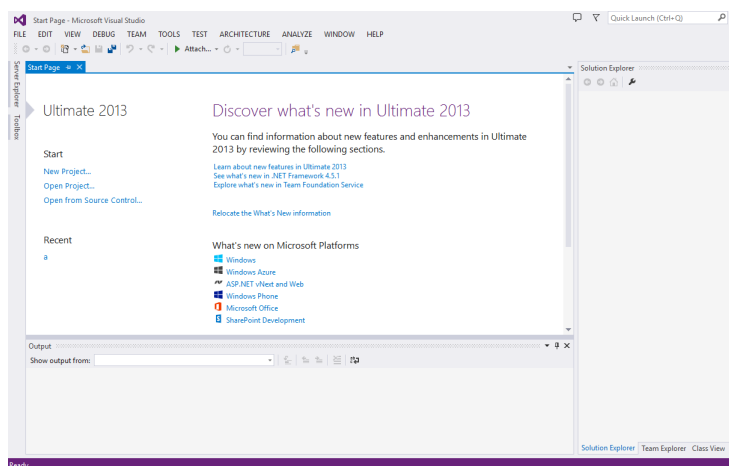 Start Page - Microsoft Visual Studio
Quick Launch (Ctrl+Q)
FILE EDIT VIEW DEBUG TEAM TOOLS TEST ARCHITECTURE ANALYZE WINDOW HELP
Attach...
Server Explorer
Toolbox
Start Page
Ultimate 2013
Start
New Project...
Open Project...
Open from Source Control...
Recent
a
Discover what's new in Ultimate 2013
You can find information about new features and enhancements in Ultimate
2013 by reviewing the following sections.
Learn about new features in Ultimate 2013
See what's new in .NET Framework 4.5.1
Explore what's new in Team Foundation Service
Relocate the What's New information
What's new on Microsoft Platforms
Windows
Windows Azure
ASP.NET vNext and Web
Windows Phone
Microsoft Office
SharePoint Development
Solution Explorer
Output
Show output from:
Solution Explorer Team Explorer Class View
Ready